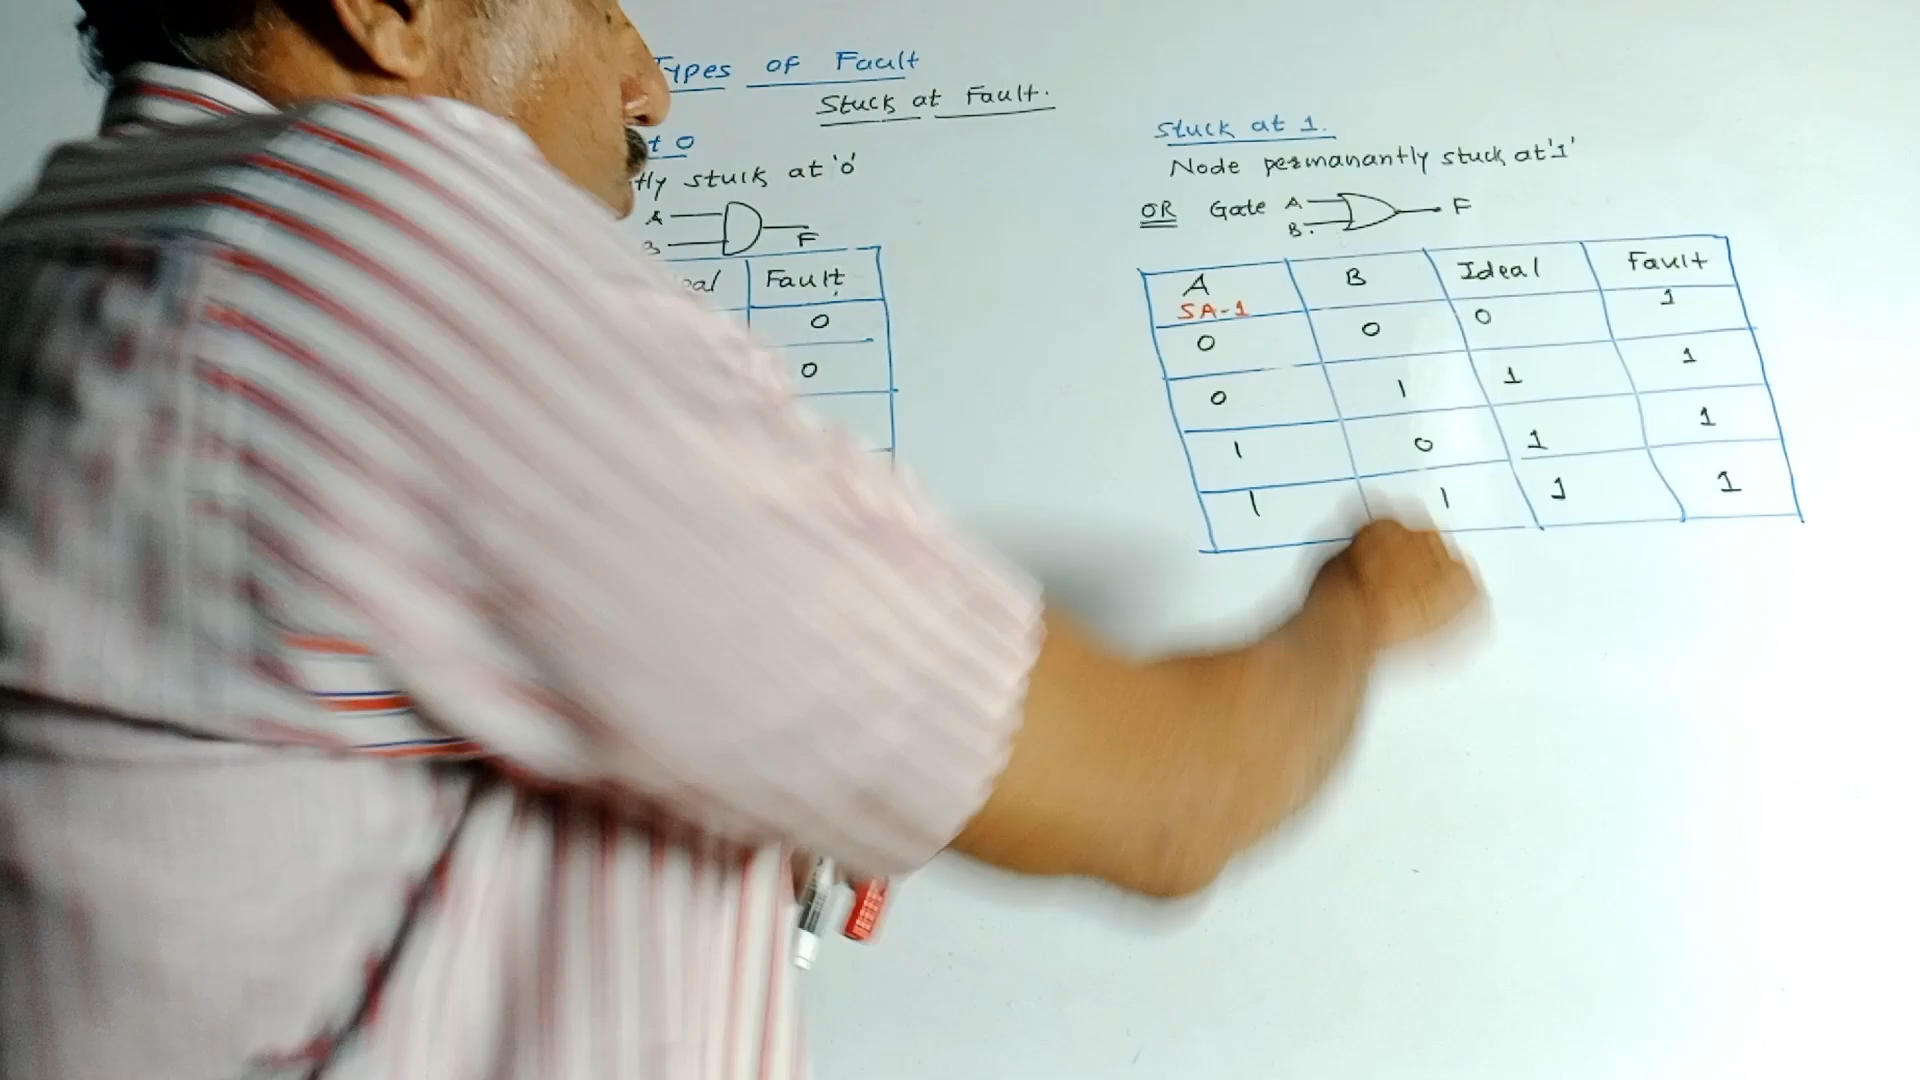 Types of Fault
Stuck at Fault.
t 0
tly stuck at '0'
A
B
F
Fault
0
0
Stuck at 1.
Node permanantly stuck at '1'
OR Gate A F
B.
A B Ideal Fault
SA-1
0 0 0 1
0 1 1 1
1 0 1 1
1 1 1 1